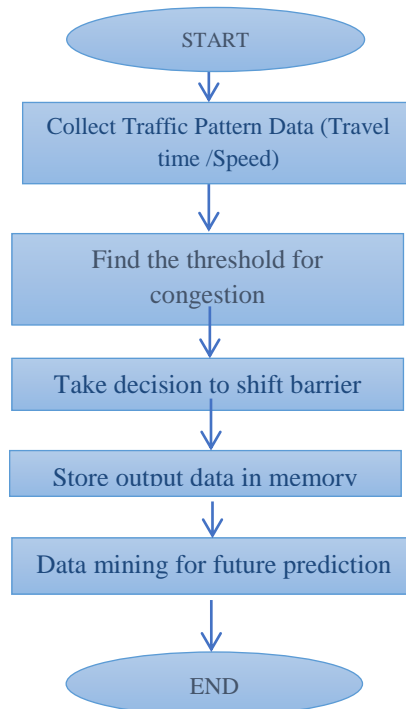 START
Collect Traffic Pattern Data (Travel
time /Speed)
Find the threshold for
congestion
Take decision to shift barrier
Store output data in memory
Data mining for future prediction
END